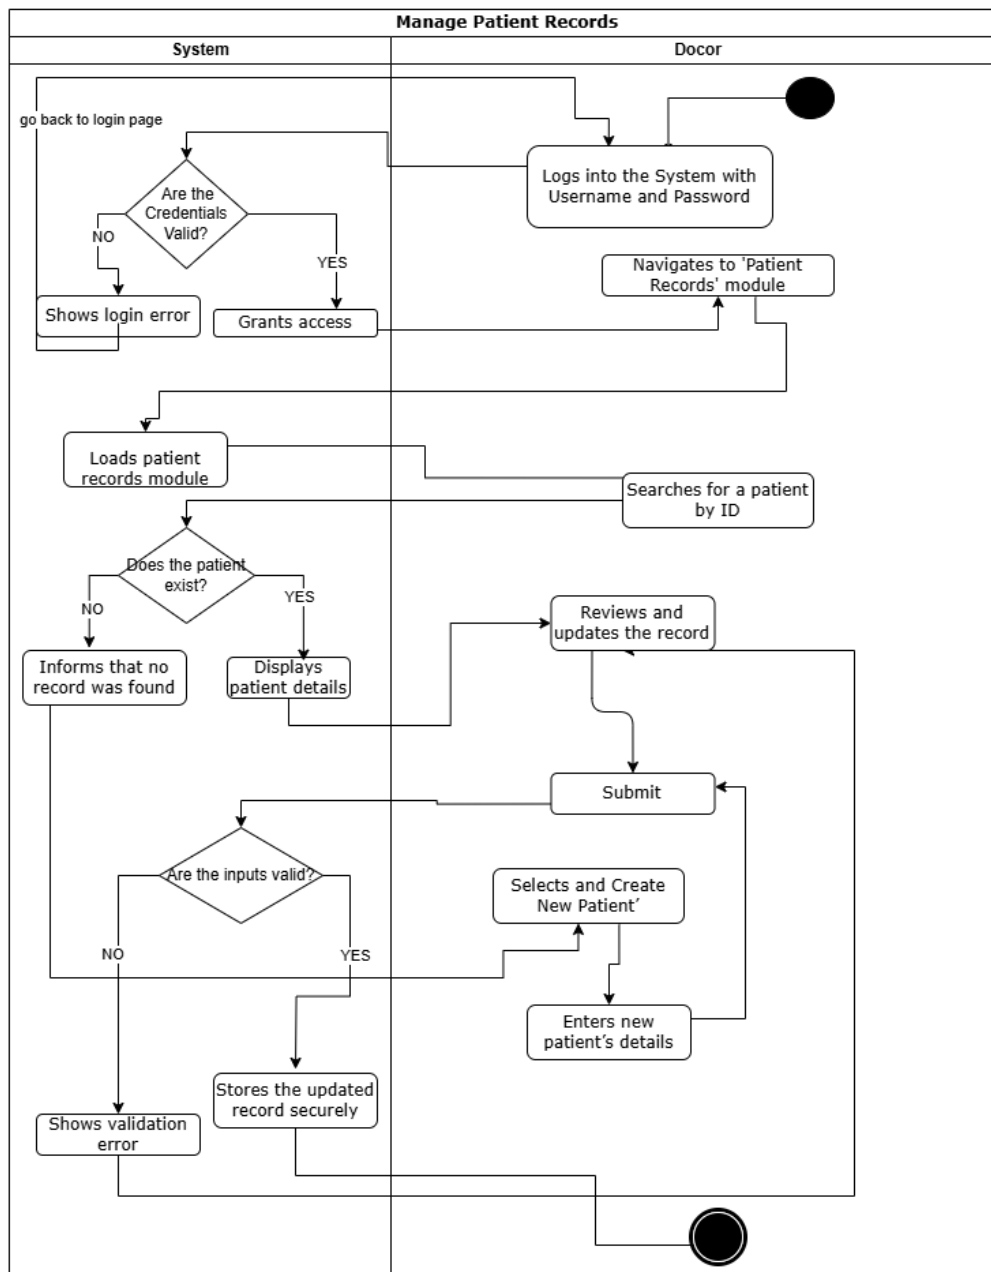 Manage Patient Records
System
Docor
go back to login page
Logs into the System with
Username and Password
Are the
Credentials
Valid?
NO
YES
Navigates to 'Patient
Records' module
Shows login error
Grants access
Loads patient
records module
Searches for a patient
by ID
Does the patient
exist?
NO
YES
Reviews and
updates the record
Informs that no
record was found
Displays
patient details
Submit
Are the inputs valid?
Selects and Create
New Patient’
NO
YES
Enters new
patient’s details
Stores the updated
record securely
Shows validation
error